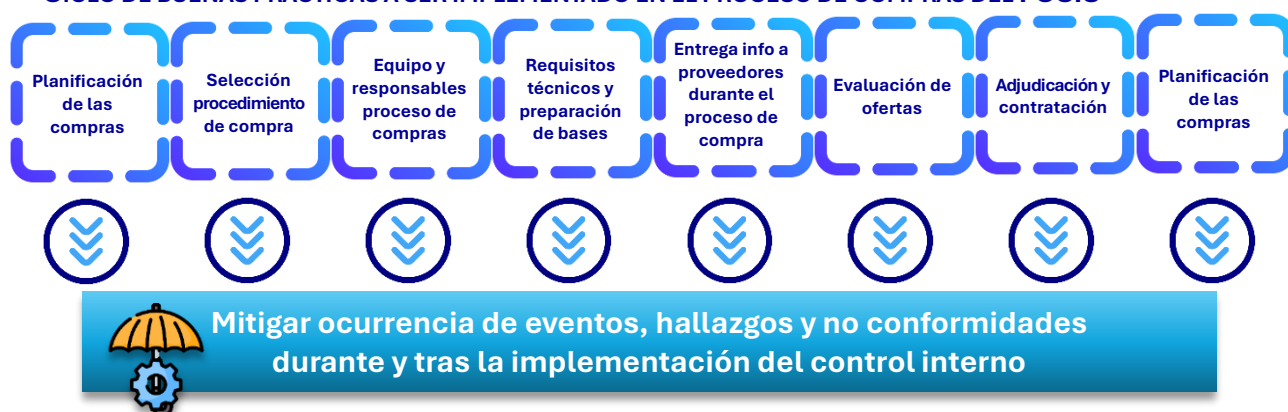 Planificación
de las
compras
Selección
procedimiento
de compra
Equipo y
responsables
proceso de
compras
Requisitos
técnicos y
preparación
de bases
Entrega info a
proveedores
durante el
proceso de
compra
Evaluación de
ofertas
Adjudicación y
contratación
Planificación
de las
compras
Mitigar ocurrencia de eventos, hallazgos y no conformidades
durante y tras la implementación del control interno